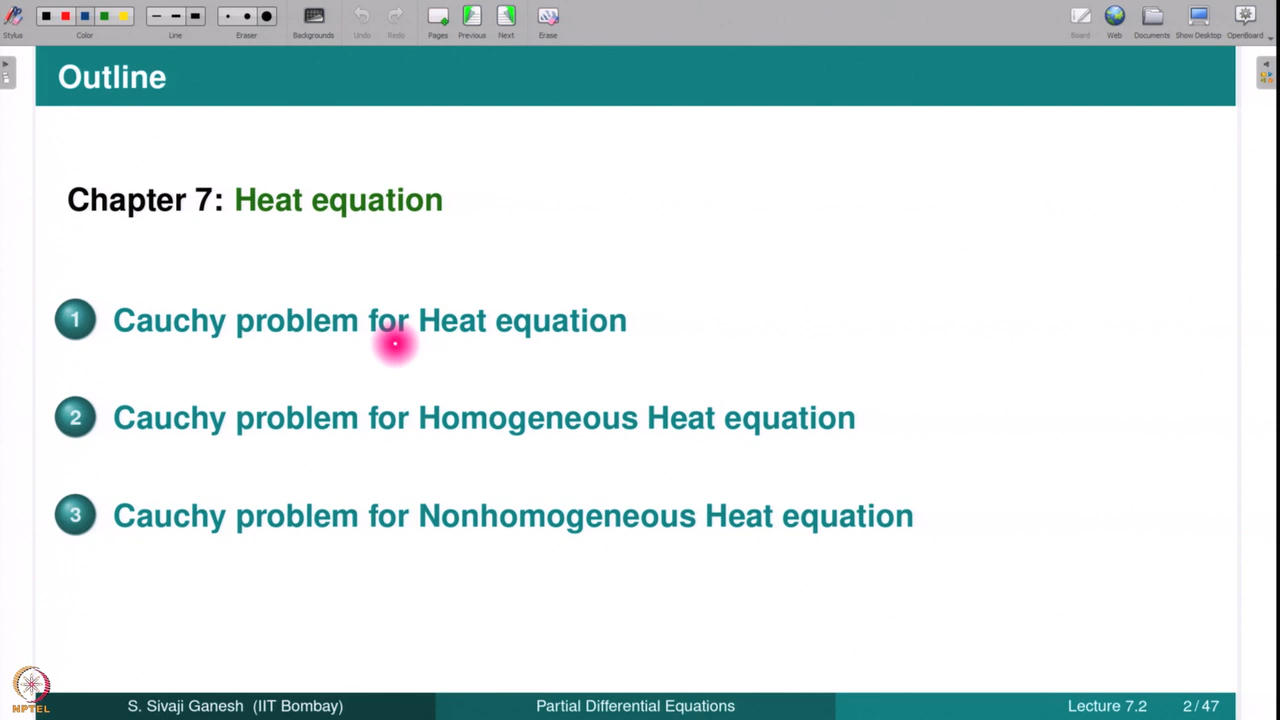 Stylus Color Line Eraser Backgrounds Undo Redo Pages Previous Next Erase Board Web Documents Show Desktop OpenBoard
Outline
Chapter 7: Heat equation
1 Cauchy problem for Heat equation
2 Cauchy problem for Homogeneous Heat equation
3 Cauchy problem for Nonhomogeneous Heat equation
NPTEL
S. Sivaji Ganesh (IIT Bombay) Partial Differential Equations Lecture 7.2 2/47